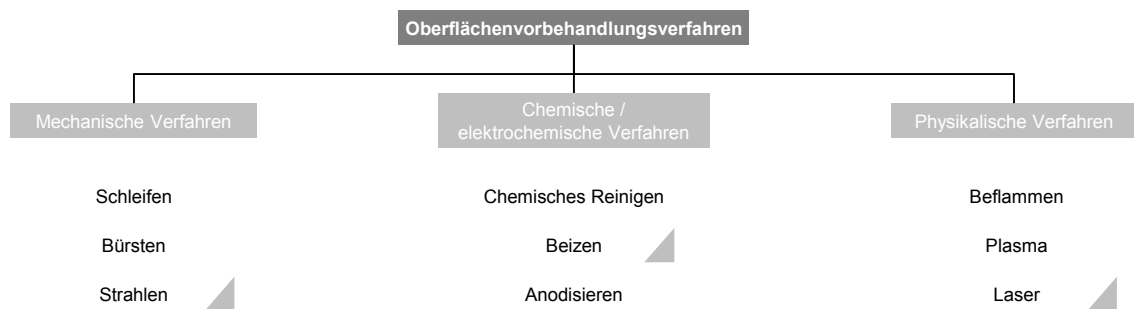 Oberflächenvorbehandlungsverfahren
Mechanische Verfahren
Chemische /
elektrochemische Verfahren
Physikalische Verfahren
Schleifen
Chemisches Reinigen
Beflammen
Bürsten
Beizen
Plasma
Strahlen
Anodisieren
Laser